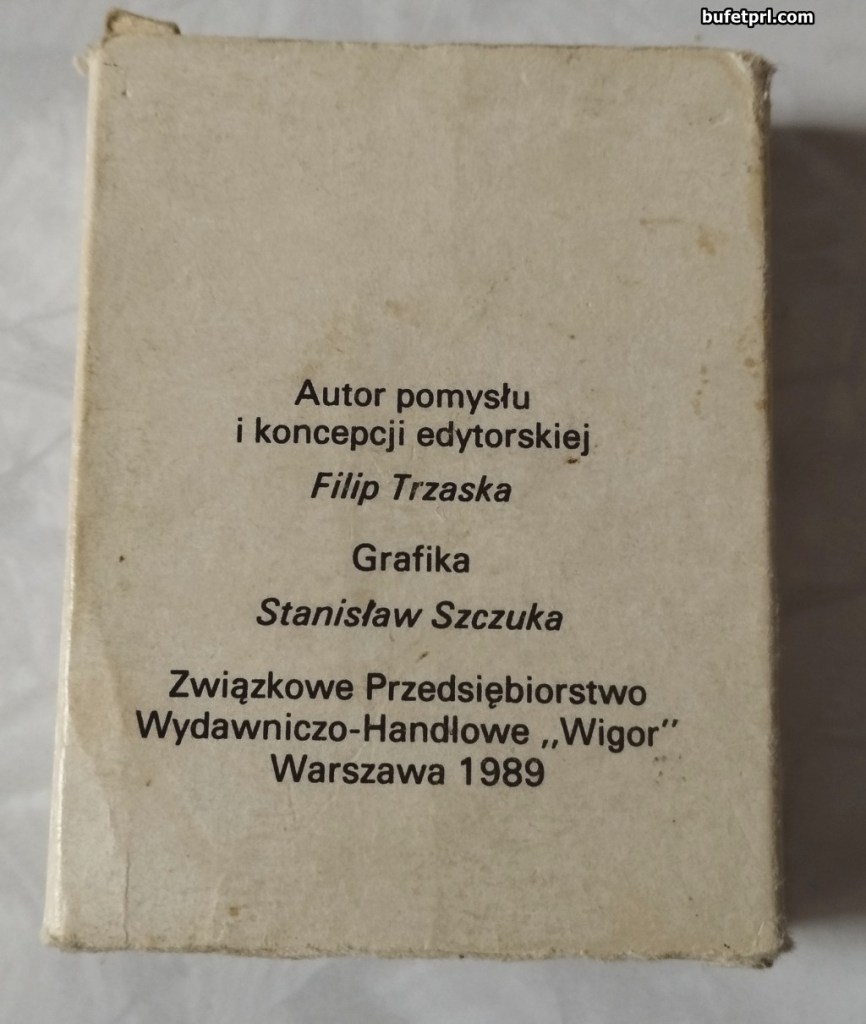 bufetprl.com
Autor pomysłu
i koncepcji edytorskiej
Filip Trzaska
Grafika
Stanisław Szczuka
Związkowe Przedsiębiorstwo
Wydawniczo-Handlowe „Wigor”
Warszawa 1989